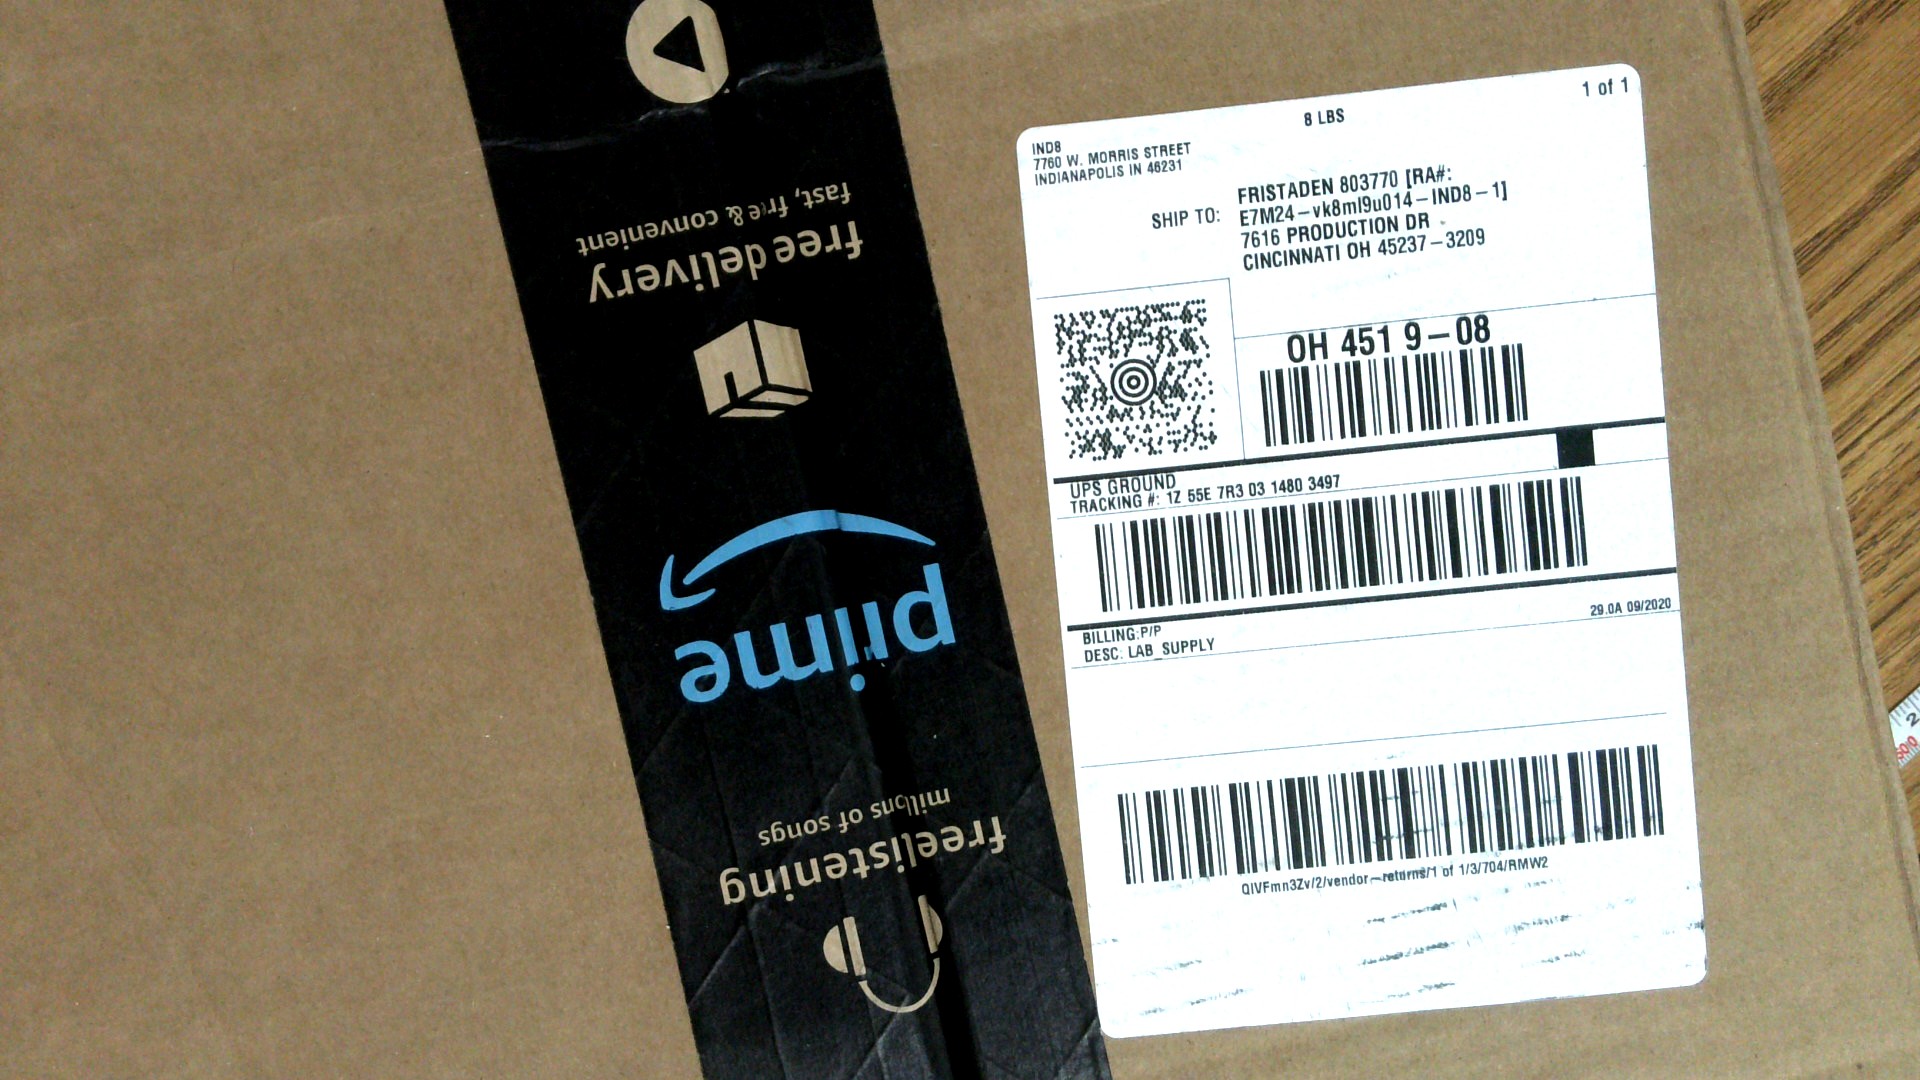 fast, free & convenient
free delivery
prime
millions of songs
free listening
1 of 1
8 LBS
IND8
7760 W. MORRIS STREET
INDIANAPOLIS IN 46231
SHIP TO:
FRISTADEN 803770 [RA#:
E7M24-vk8ml9u014-IND8-1]
7616 PRODUCTION DR
CINCINNATI OH 45237-3209
OH 451 9-08
UPS GROUND
TRACKING #: 1Z 55E 7R3 03 1480 3497
29.0A 09/2020
BILLING:P/P
DESC: LAB_SUPPLY
QIVFmn3Zv/2/vendor-returns/1 of 1/3/704/RMW2
2